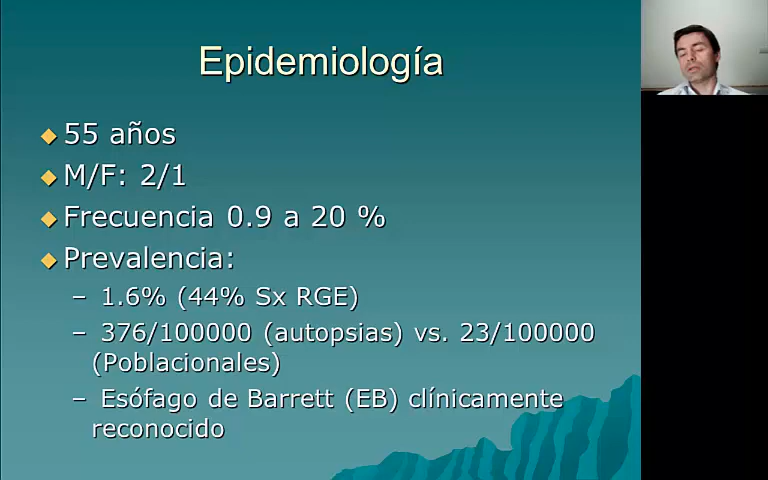 Epidemiología
55 años
M/F: 2/1
Frecuencia 0.9 a 20 %
Prevalencia:
– 1.6% (44% Sx RGE)
– 376/100000 (autopsias) vs. 23/100000
(Poblacionales)
– Esófago de Barrett (EB) clínicamente
reconocido